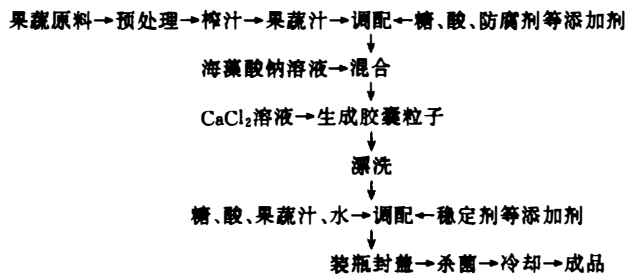 果蔬原料→预处理→榨汁→果蔬汁→调配←糖、酸、防腐剂等添加剂
↓
海藻酸钠溶液→混合
↓
CaCl₂溶液→生成胶囊粒子
↓
漂洗
↓
糖、酸、果蔬汁、水→调配←稳定剂等添加剂
↓
装瓶封盖→杀菌→冷却→成品